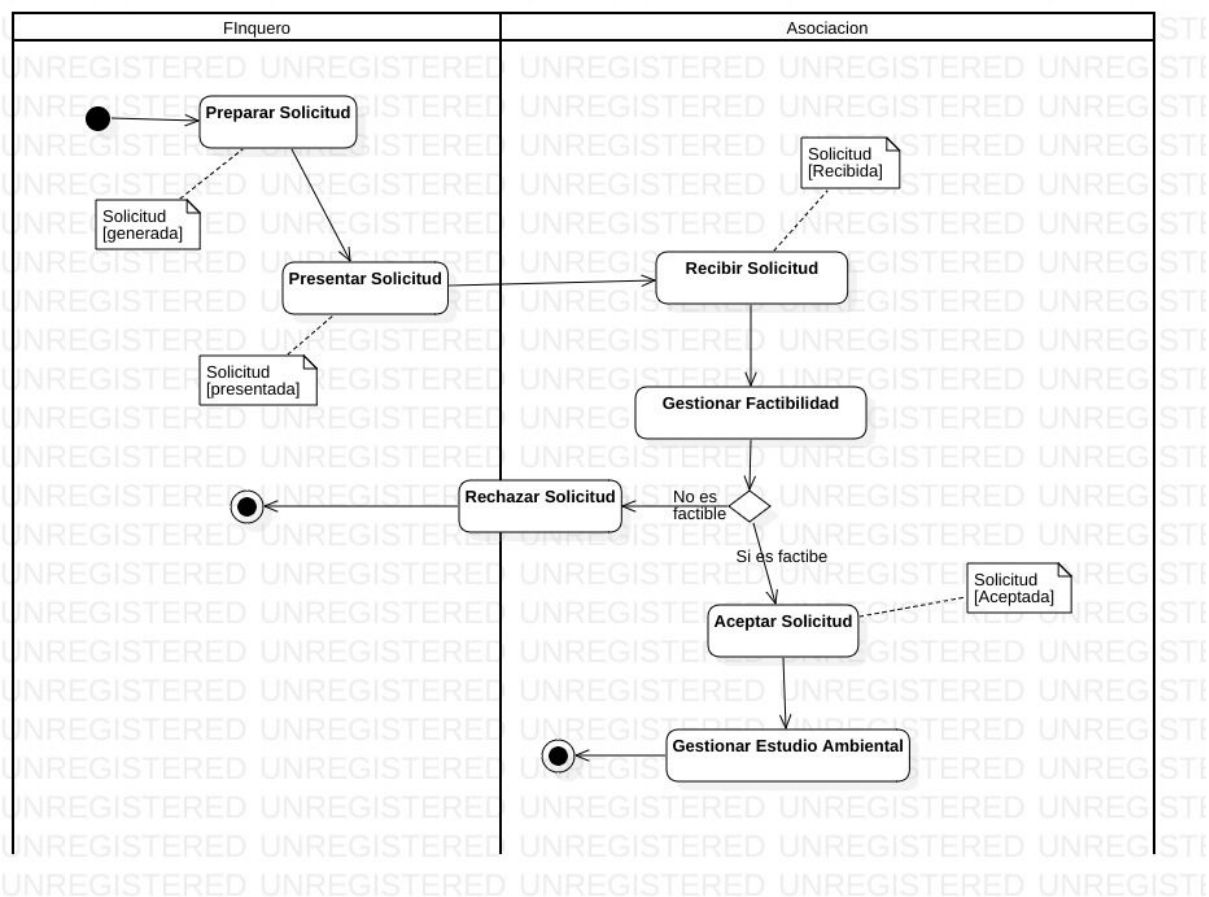 FInquero
Asociacion
Preparar Solicitud
Solicitud
[Recibida]
Solicitud
[generada]
Recibir Solicitud
Presentar Solicitud
Solicitud
[presentada]
Gestionar Factibilidad
Rechazar Solicitud
No es
factible
Si es factibe
Solicitud
[Aceptada]
Aceptar Solicitud
Gestionar Estudio Ambiental
UNREGISTERED UNREGISTERED UNREGISTERED UNREGISTERED UNREGISTE
UNREGISTERED